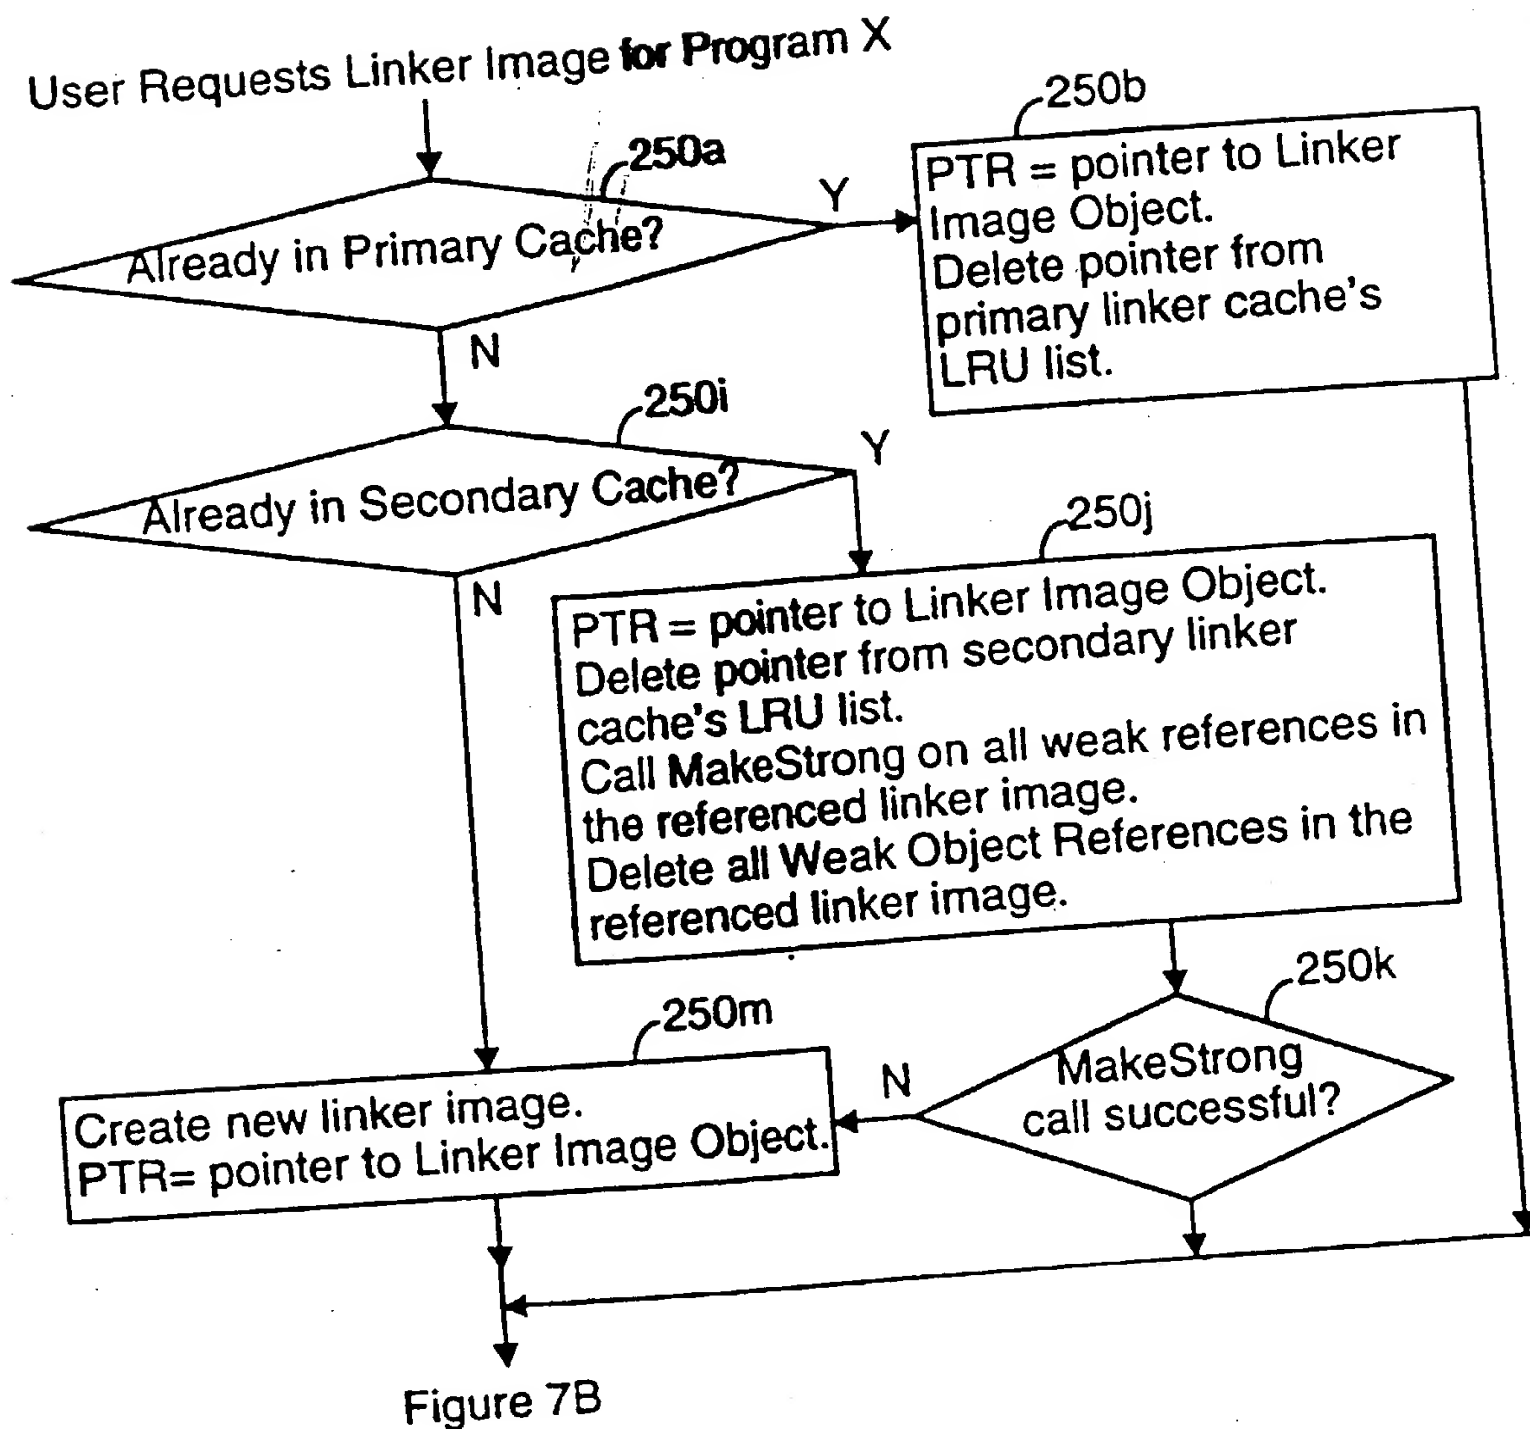 User Requests Linker Image for Program X
250a
Already in Primary Cache?
Y
N
250b
PTR = pointer to Linker
Image Object.
Delete pointer from
primary linker cache's
LRU list.
250i
Already in Secondary Cache?
Y
N
250j
PTR = pointer to Linker Image Object.
Delete pointer from secondary linker
cache's LRU list.
Call MakeStrong on all weak references in
the referenced linker image.
Delete all Weak Object References in the
referenced linker image.
250k
MakeStrong
call successful?
N
250m
Create new linker image.
PTR= pointer to Linker Image Object.
Figure 7B